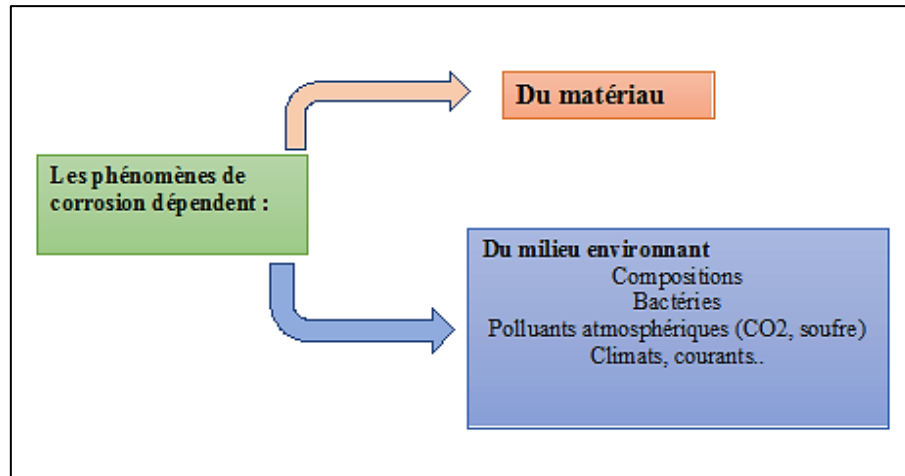 Du matériau
Les phénomènes de
corrosion dépendent :
Du milieu environnant
Compositions
Bactéries
Polluants atmosphériques (CO2, soufre)
Climats, courants..